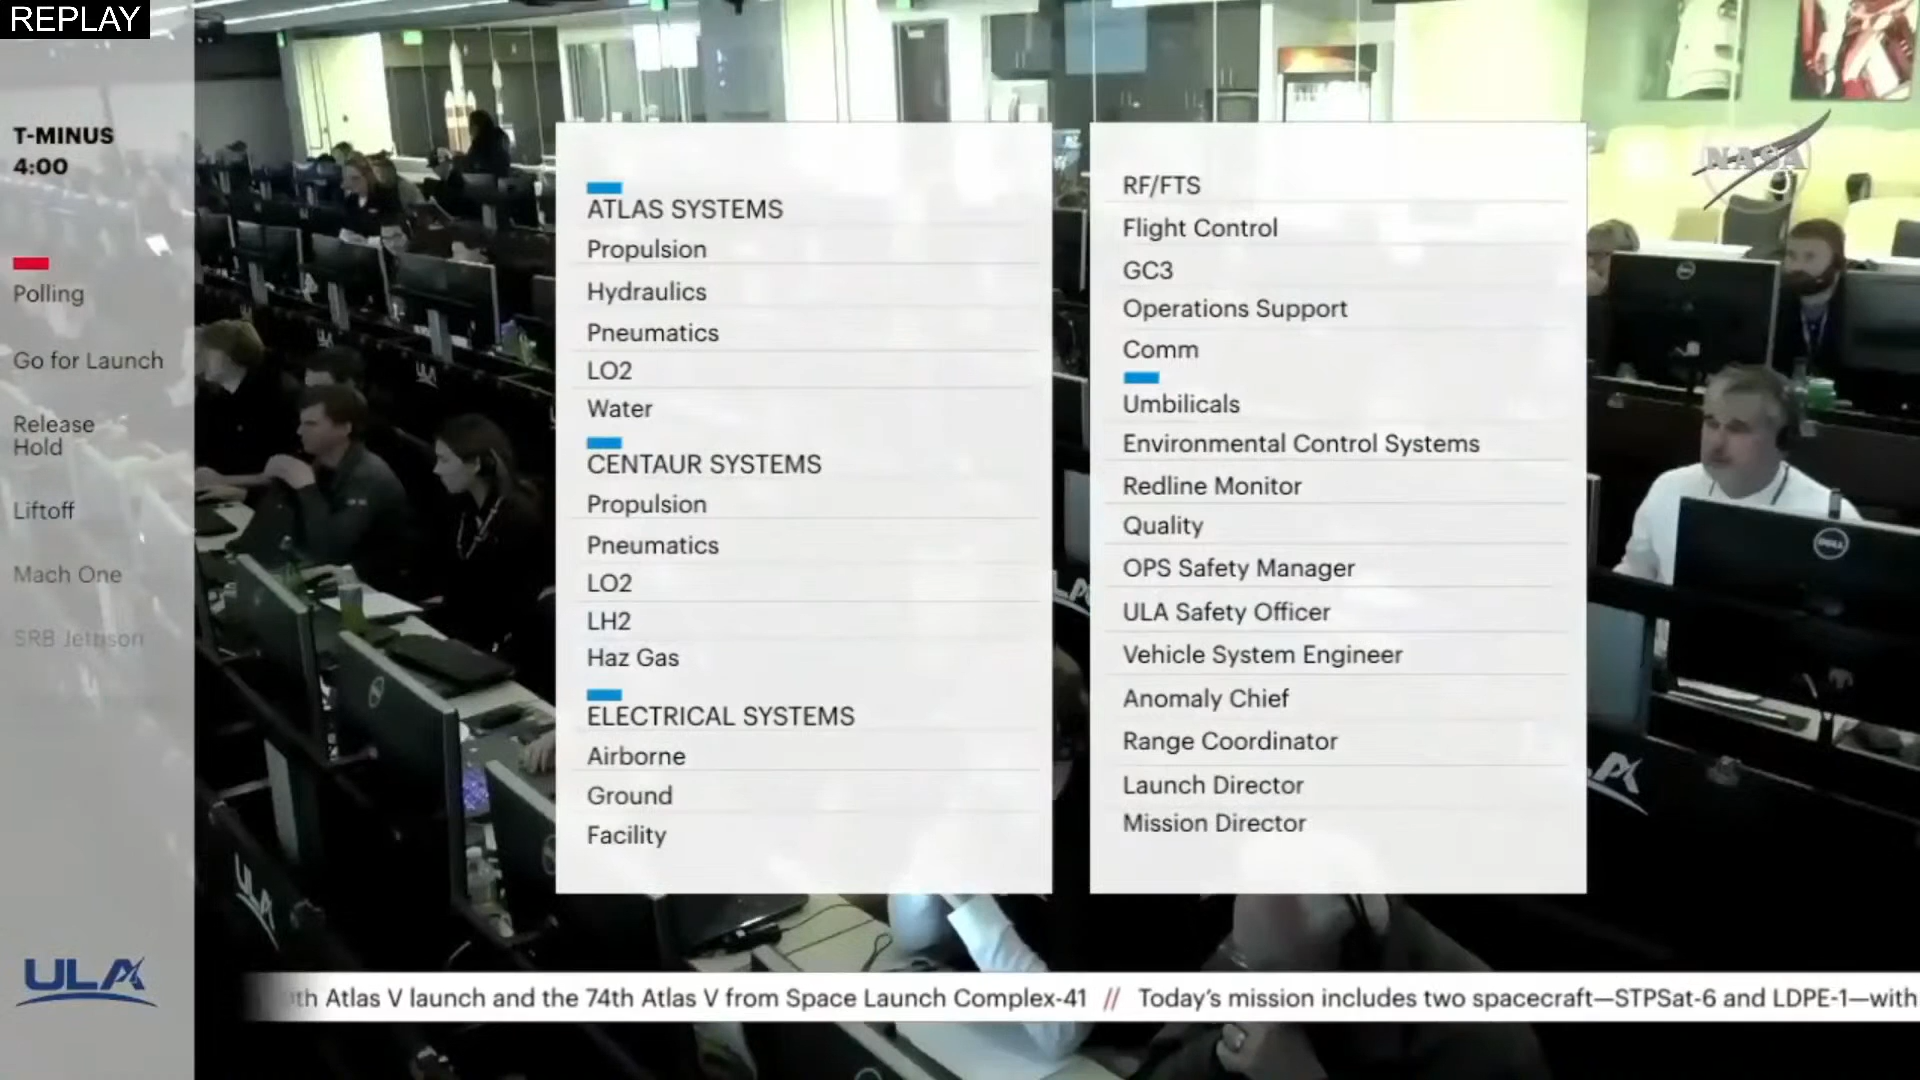 REPLAY
T-MINUS
4:00
Polling
Go for Launch
Release
Hold
Liftoff
Mach One
SRB Jettison
ULA
ATLAS SYSTEMS
Propulsion
Hydraulics
Pneumatics
LO2
Water
CENTAUR SYSTEMS
Propulsion
Pneumatics
LO2
LH2
Haz Gas
ELECTRICAL SYSTEMS
Airborne
Ground
Facility
RF/FTS
Flight Control
GC3
Operations Support
Comm
Umbilicals
Environmental Control Systems
Redline Monitor
Quality
OPS Safety Manager
ULA Safety Officer
Vehicle System Engineer
Anomaly Chief
Range Coordinator
Launch Director
Mission Director
NASA
DELL
ULA
th Atlas V launch and the 74th Atlas V from Space Launch Complex-41 // Today's mission includes two spacecraft—STPSat-6 and LDPE-1—with